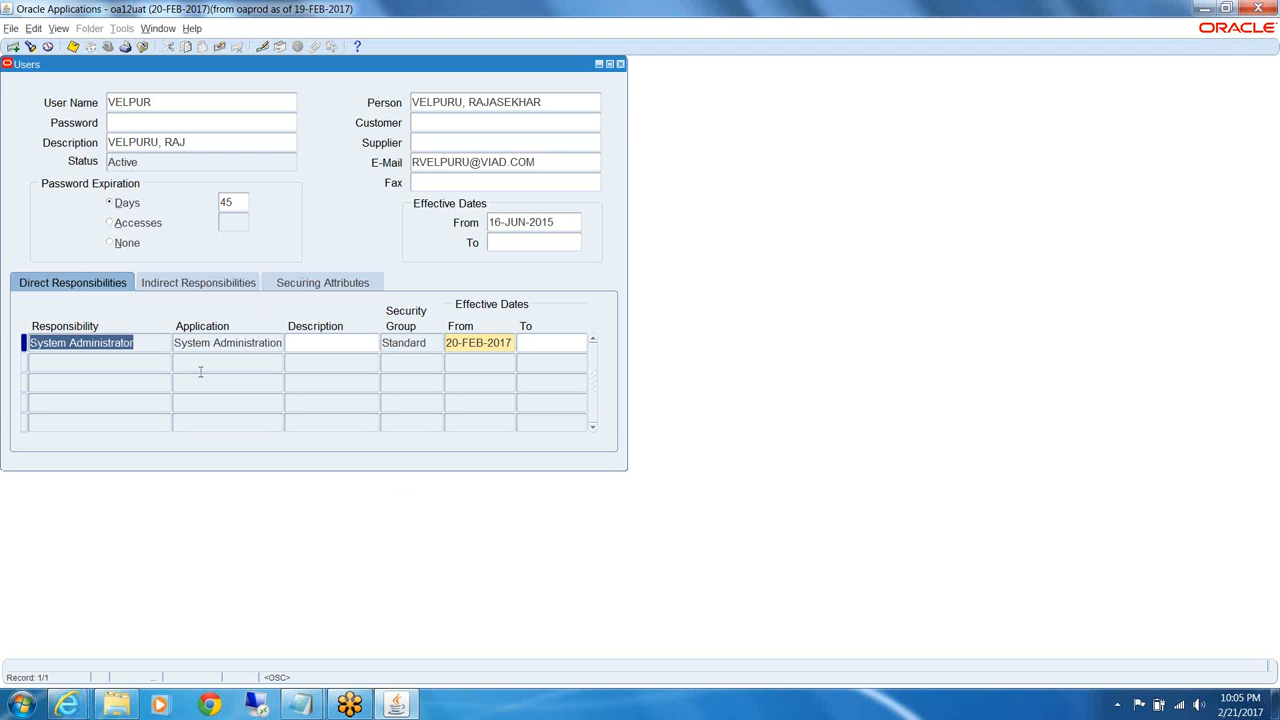 Oracle Applications - oa12uat (20-FEB-2017)(from oaprod as of 19-FEB-2017)
File Edit View Folder Tools Window Help
ORACLE
Users
User Name VELPUR
Person VELPURU, RAJASEKHAR
Password
Customer
Description VELPURU, RAJ
Supplier
Status Active
E-Mail RVELPURU@VIAD.COM
Fax
Password Expiration
Days 45
Accesses
None
Effective Dates
From 16-JUN-2015
To
Direct Responsibilities Indirect Responsibilities Securing Attributes
Effective Dates
Security
Responsibility Application Description Group From To
System Administrator System Administration Standard 20-FEB-2017
Record: 1/1 ... <OSC>
10:05 PM
2/21/2017